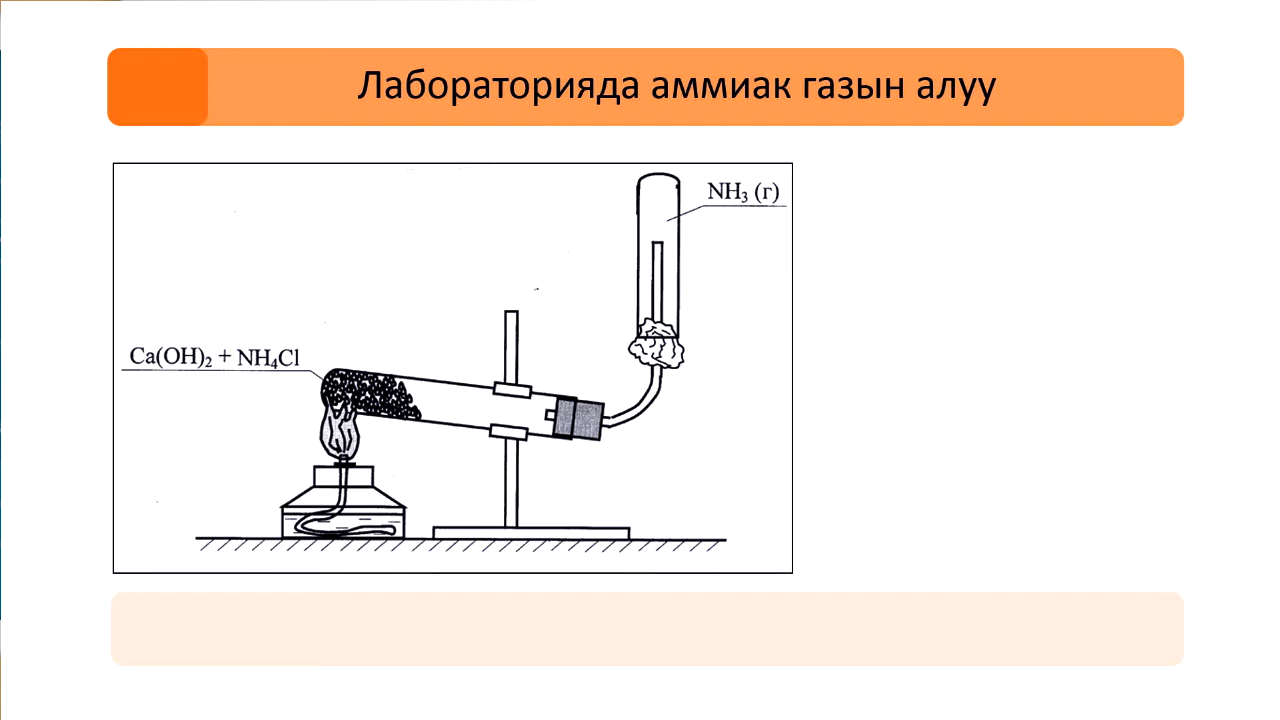 Лабораторияда аммиак газын алуу
NH₃ (г)
Ca(OH)₂ + NH₄Cl